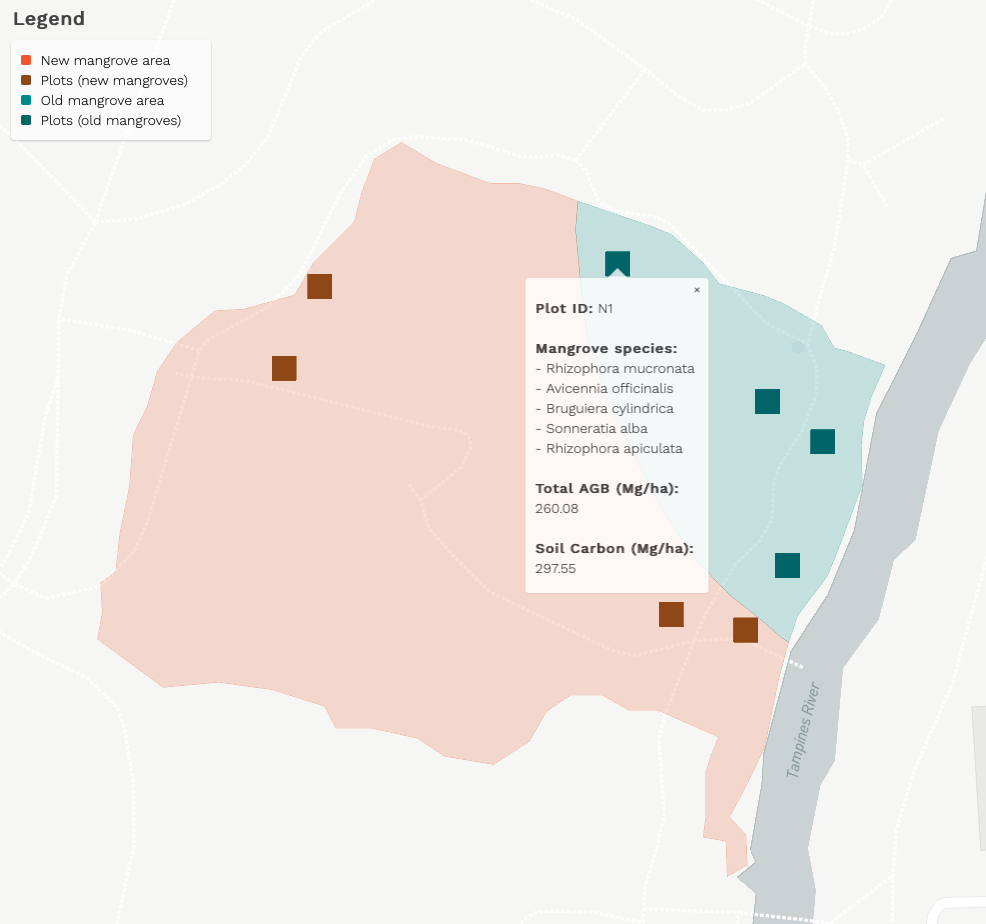 Legend
New mangrove area
Plots (new mangroves)
Old mangrove area
Plots (old mangroves)
×
Plot ID: N1
Mangrove species:
- Rhizophora mucronata
- Avicennia officinalis
- Bruguiera cylindrica
- Sonneratia alba
- Rhizophora apiculata
Total AGB (Mg/ha):
260.08
Soil Carbon (Mg/ha):
297.55
Tampines River